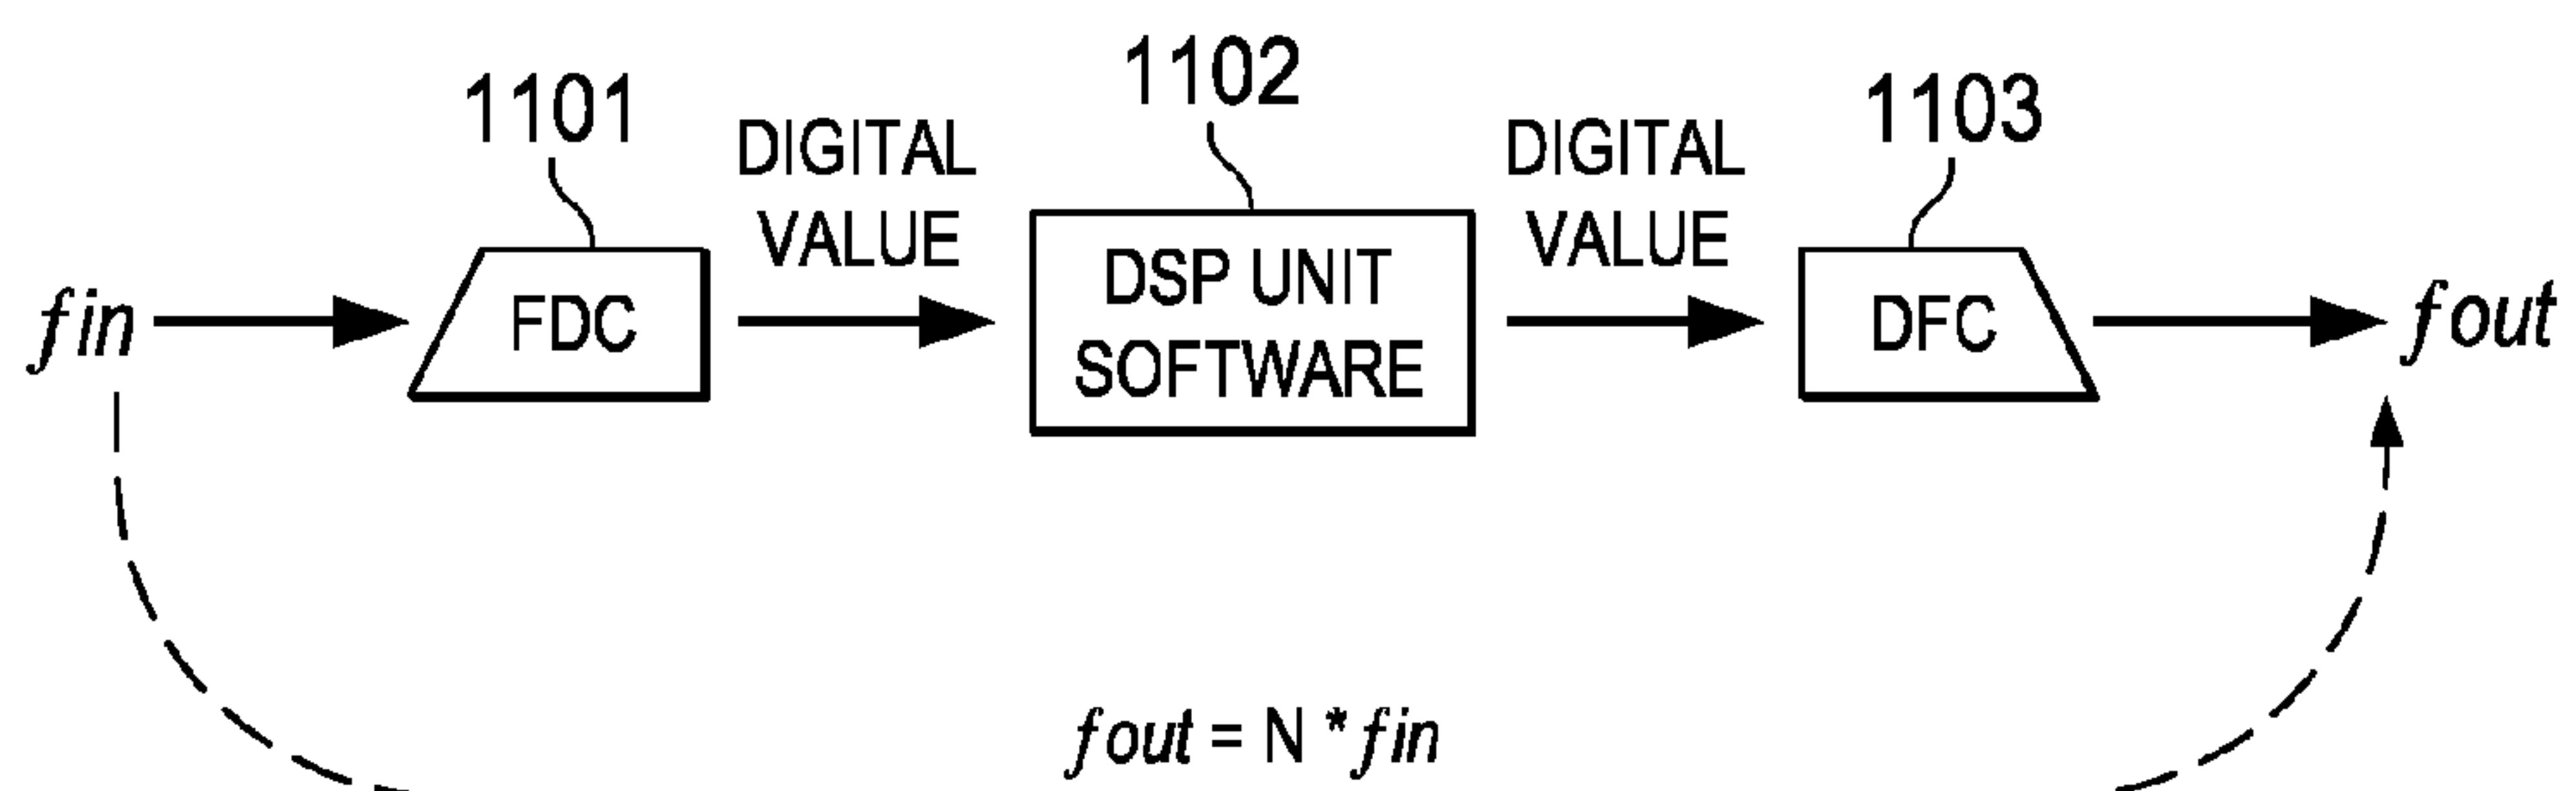 1101
1102
1103
DIGITAL
VALUE
DIGITAL
VALUE
fin
FDC
DSP UNIT
SOFTWARE
DFC
fout
fout = N * fin